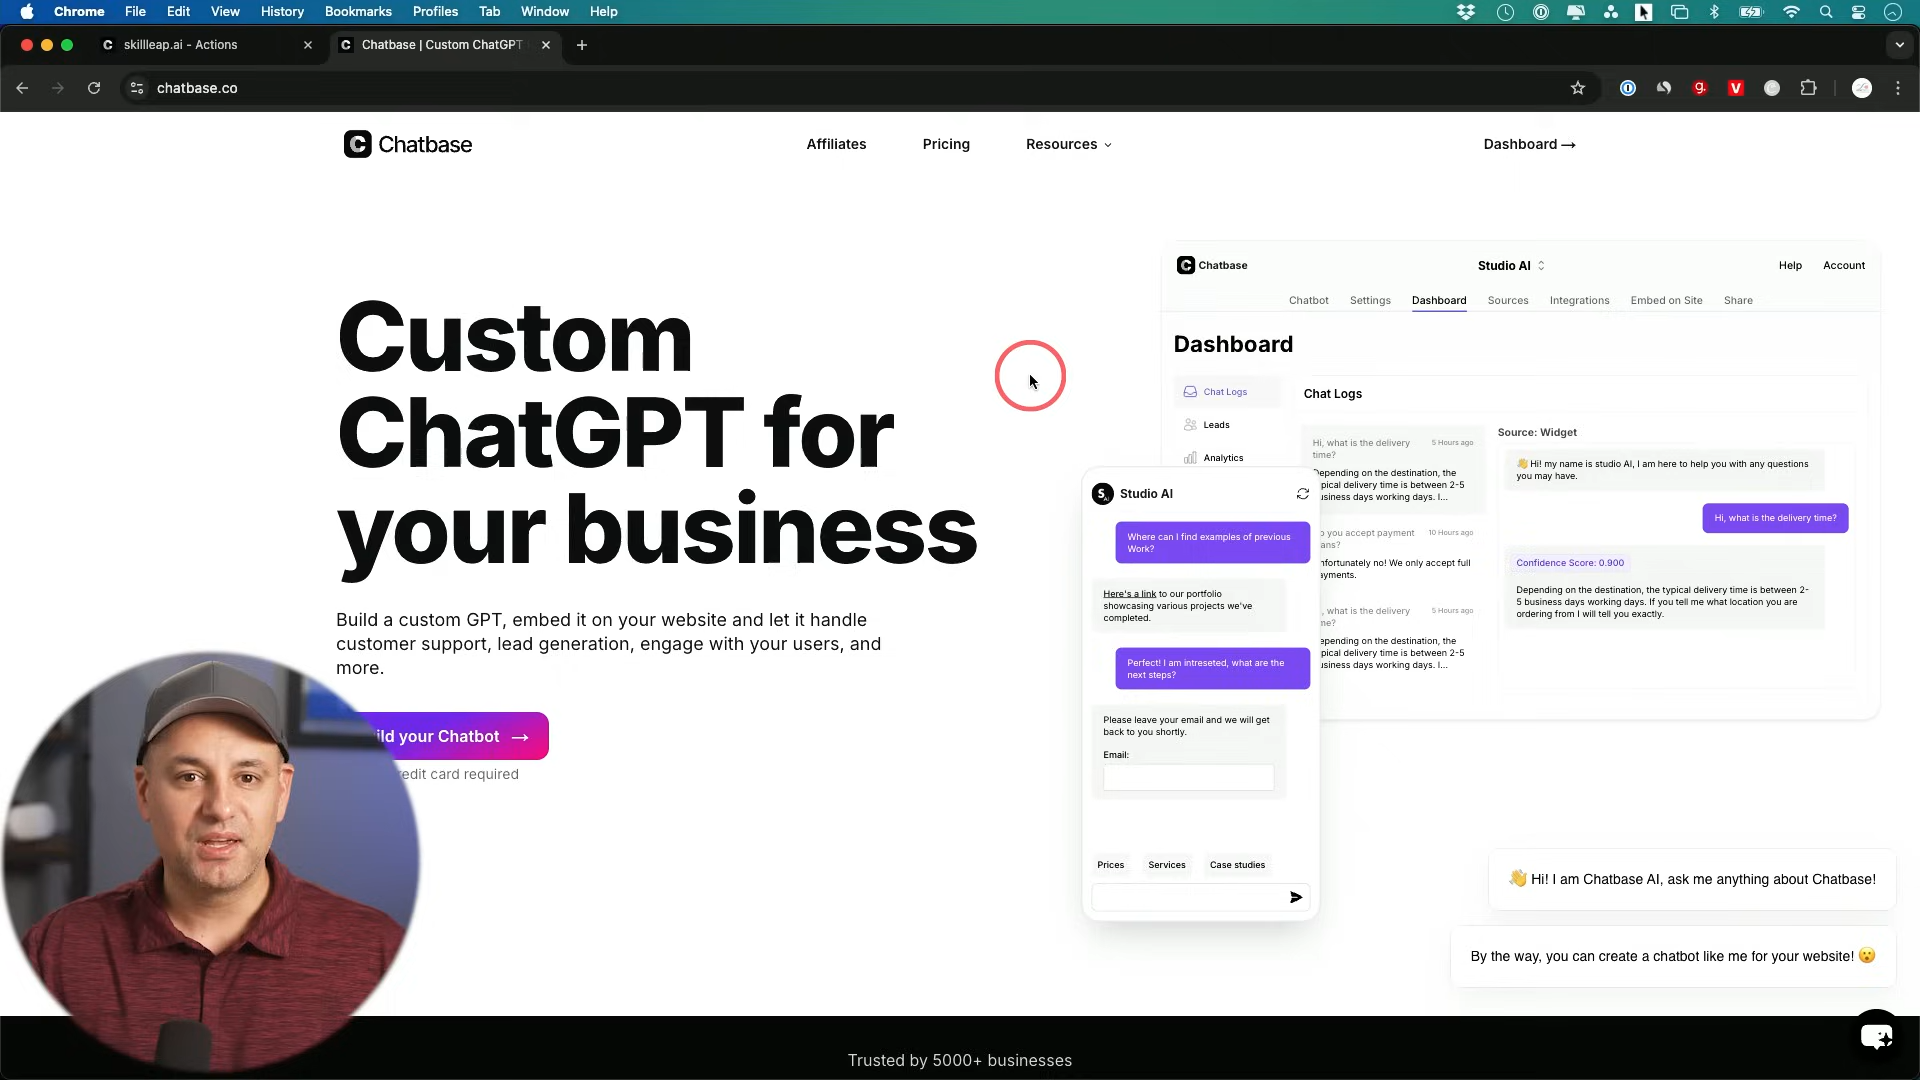 Chrome File Edit View History Bookmarks Profiles Tab Window Help
skillleap.ai - Actions
Chatbase | Custom ChatGPT
chatbase.co
Chatbase
Affiliates
Pricing
Resources
Dashboard →
Custom
ChatGPT for
your business
Build a custom GPT, embed it on your website and let it handle
customer support, lead generation, engage with your users, and
more.
ld your Chatbot →
redit card required
Chatbase
Studio AI
Help
Account
Chatbot Settings Dashboard Sources Integrations Embed on Site Share
Dashboard
Chat Logs
Leads
Analytics
Chat Logs
Hi, what is the delivery
time?
5 Hours ago
Depending on the destination, the
pical delivery time is between 2-5
usiness days working days. I...
o you accept payment
ans?
10 Hours ago
nfortunately no! We only accept full
ayments.
, what is the delivery
me?
5 Hours ago
epending on the destination, the
pical delivery time is between 2-5
usiness days working days. I...
Source: Widget
👋 Hi! my name is studio AI, I am here to help you with any questions
you may have.
Hi, what is the delivery time?
Confidence Score: 0.900
Depending on the destination, the typical delivery time is between 2-
5 business days working days. If you tell me what location you are
ordering from I will tell you exactly.
Studio AI
Where can I find examples of previous
Work?
Here's a link to our portfolio
showcasing various projects we've
completed.
Perfect! I am intreseted, what are the
next steps?
Please leave your email and we will get
back to you shortly.
Email:
Prices
Services
Case studies
👋 Hi! I am Chatbase AI, ask me anything about Chatbase!
By the way, you can create a chatbot like me for your website! 😮
Trusted by 5000+ businesses